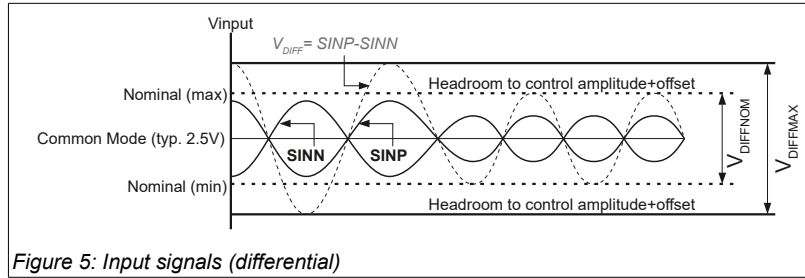 Vinput
VDIFF= SINP-SINN
Headroom to control amplitude+offset
Nominal (max)
Common Mode (typ. 2.5V)
SINN
SINP
VDIFFNOM
VDIFFMAX
Nominal (min)
Headroom to control amplitude+offset
Figure 5: Input signals (differential)